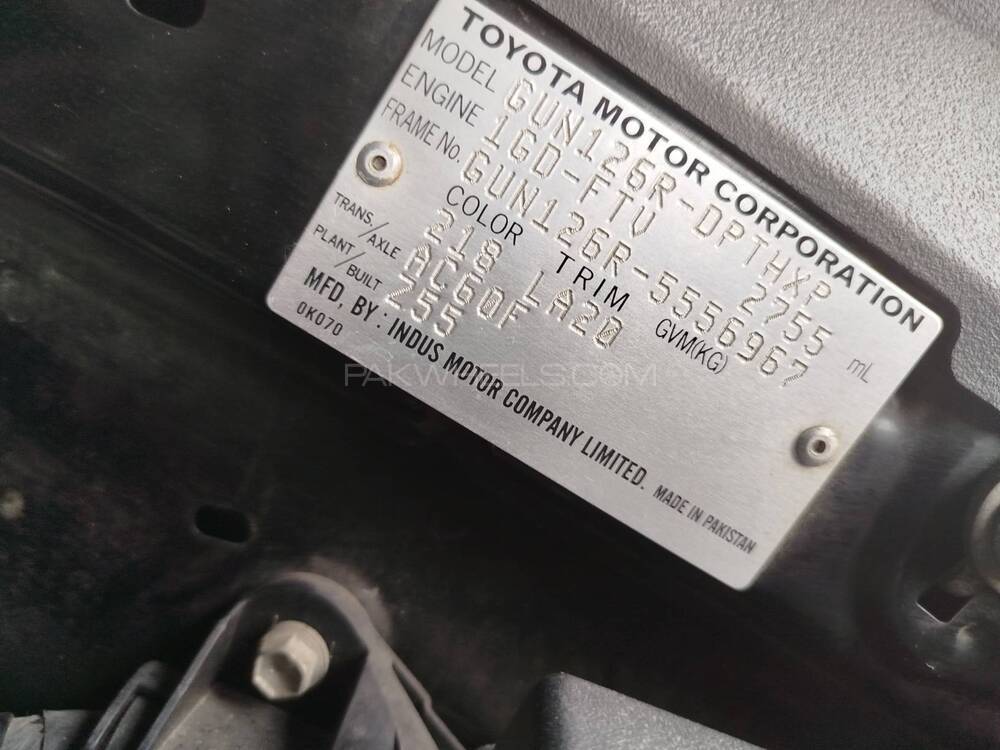 TOYOTA MOTOR CORPORATION
MODEL GUN126R-DPTHXP
ENGINE 1GD-FTV 2755 mL
FRAME No. GUN126R-5556967
COLOR TRIM GVM(KG)
218 LA20
TRANS/AXLE AC60F
PLANT/BUILT 255
MFD, BY: INDUS MOTOR COMPANY LIMITED. MADE IN PAKISTAN
0K070
PAKWHEELS.COM